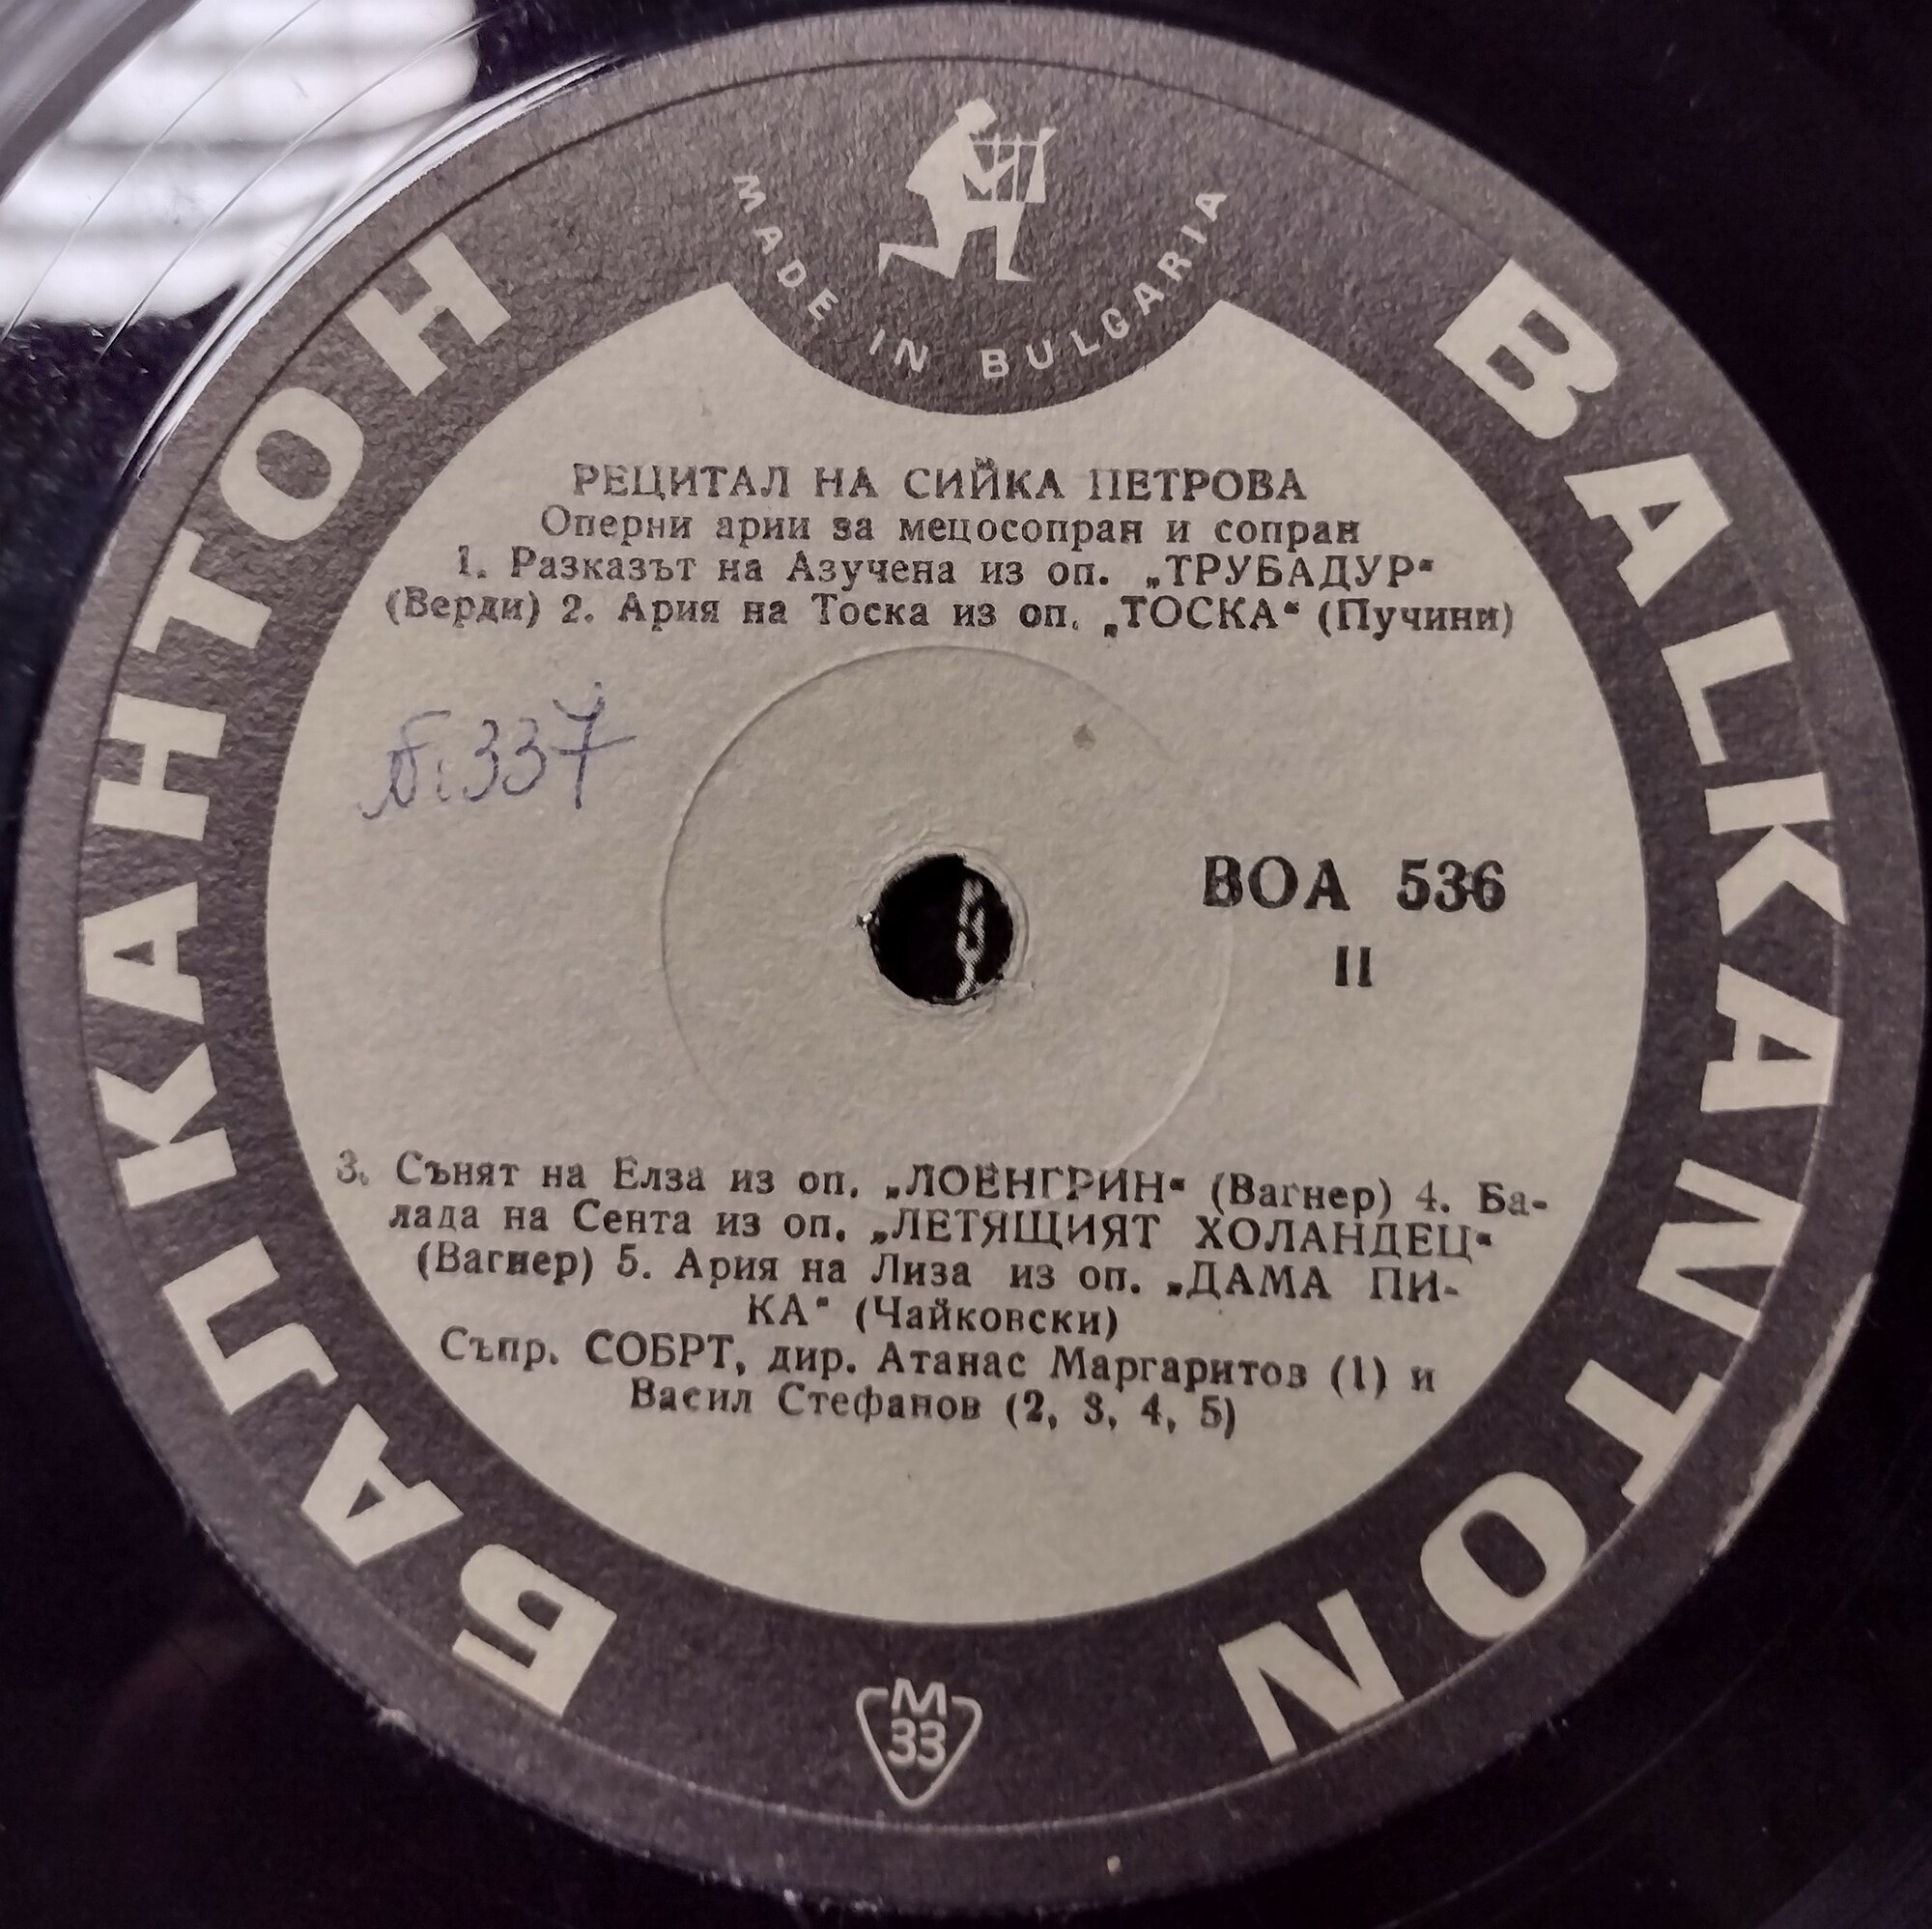 MADE IN BULGARIA
БАЛКАНТОН
BALKANTON
РЕЦИТАЛ НА СИЙКА ПЕТРОВА
Оперни арии за мецосопран и сопран
1. Разказът на Азучена из оп. „ТРУБАДУР“
(Верди) 2. Ария на Тоска из оп. „ТОСКА“ (Пучини)
№ 337
ВОА 536
II
3. Сънят на Елза из оп. „ЛОЕНГРИН“ (Вагнер) 4. Ба-
лада на Сента из оп. „ЛЕТЯЩИЯТ ХОЛАНДЕЦ“
(Вагнер) 5. Ария на Лиза из оп. „ДАМА ПИ-
КА“ (Чайковски)
Съпр. СОБРТ, дир. Атанас Маргаритов (1) и
Васил Стефанов (2, 3, 4, 5)
M
33